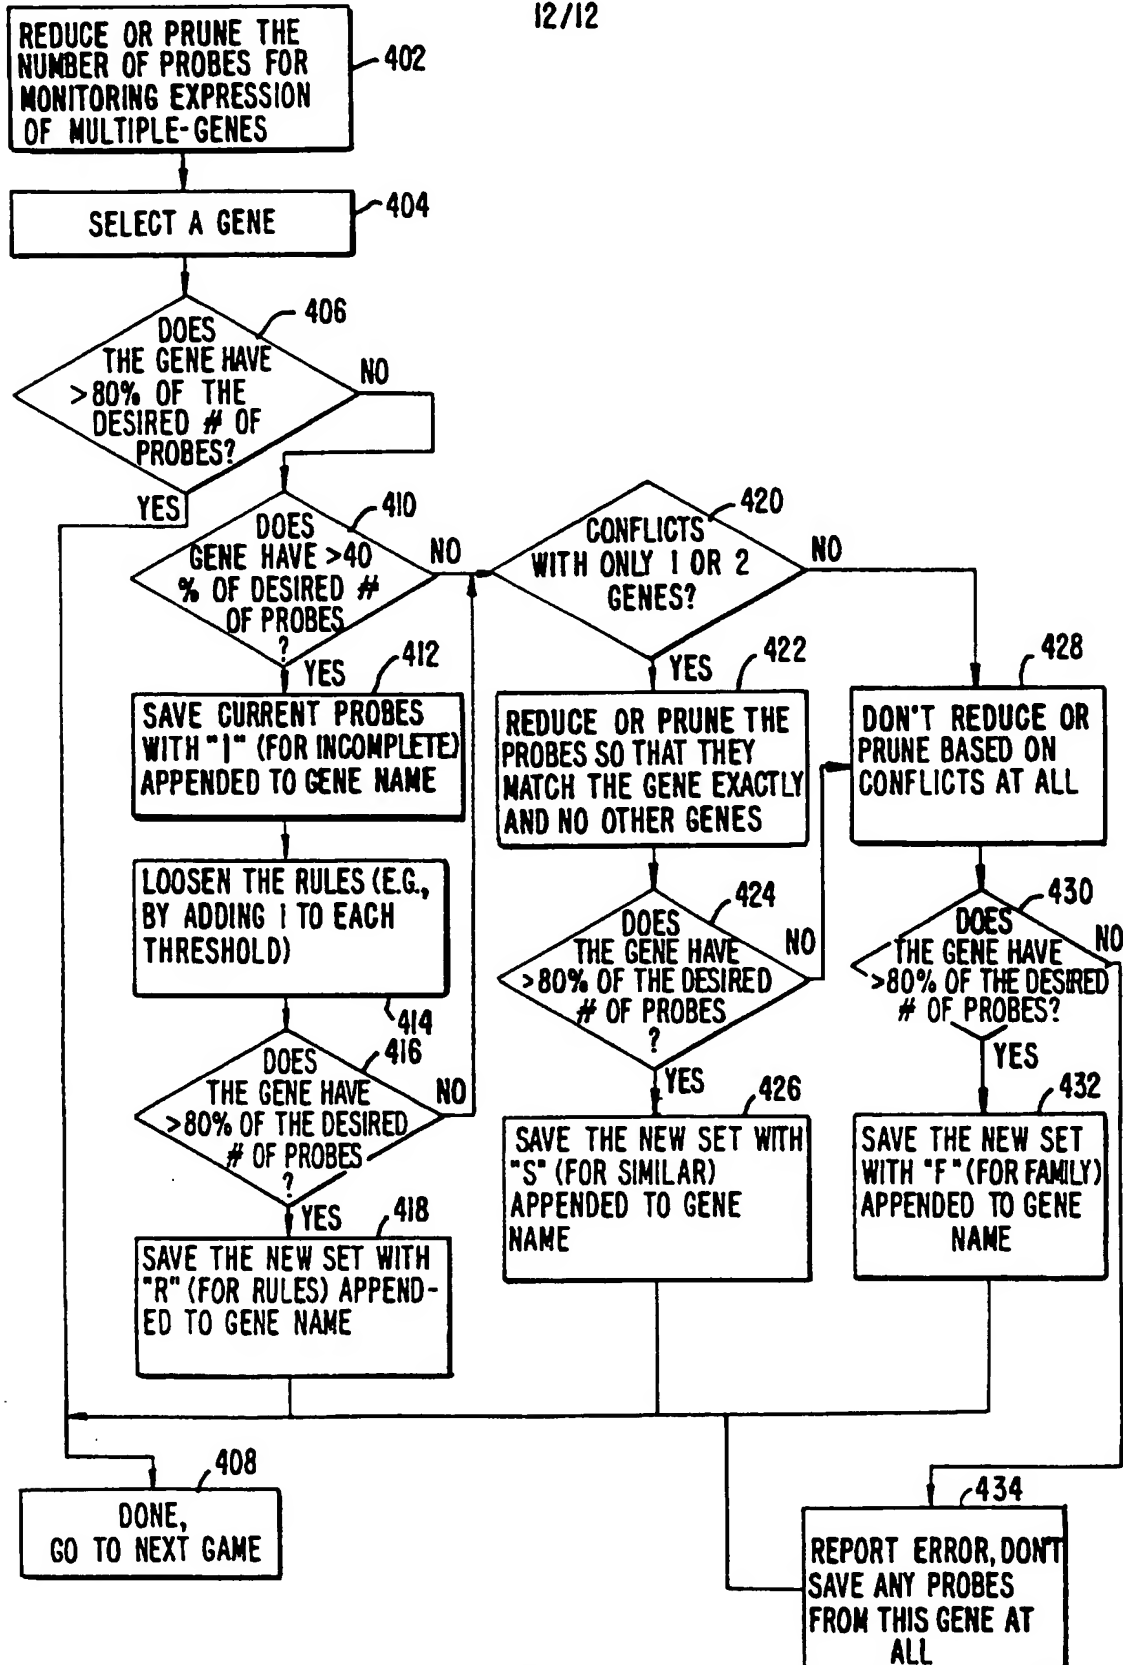 12/12
REDUCE OR PRUNE THE
NUMBER OF PROBES FOR
MONITORING EXPRESSION
OF MULTIPLE-GENES
402
SELECT A GENE
404
DOES
THE GENE HAVE
>80% OF THE
DESIRED # OF
PROBES?
406
NO
YES
DOES
GENE HAVE >40
% OF DESIRED #
OF PROBES
?
410
NO
YES
CONFLICTS
WITH ONLY 1 OR 2
GENES?
420
NO
YES
412
SAVE CURRENT PROBES
WITH "I" (FOR INCOMPLETE)
APPENDED TO GENE NAME
422
REDUCE OR PRUNE THE
PROBES SO THAT THEY
MATCH THE GENE EXACTLY
AND NO OTHER GENES
428
DON'T REDUCE OR
PRUNE BASED ON
CONFLICTS AT ALL
LOOSEN THE RULES (E.G.,
BY ADDING 1 TO EACH
THRESHOLD)
414
DOES
THE GENE HAVE
>80% OF THE DESIRED
# OF PROBES
?
424
NO
YES
DOES
THE GENE HAVE
>80% OF THE DESIRED
# OF PROBES?
430
NO
YES
DOES
THE GENE HAVE
>80% OF THE DESIRED
# OF PROBES
?
416
NO
YES
426
SAVE THE NEW SET WITH
"S" (FOR SIMILAR)
APPENDED TO GENE
NAME
432
SAVE THE NEW SET
WITH "F" (FOR FAMILY)
APPENDED TO GENE
NAME
418
SAVE THE NEW SET WITH
"R" (FOR RULES) APPEND-
ED TO GENE NAME
408
DONE,
GO TO NEXT GAME
434
REPORT ERROR, DON'T
SAVE ANY PROBES
FROM THIS GENE AT
ALL